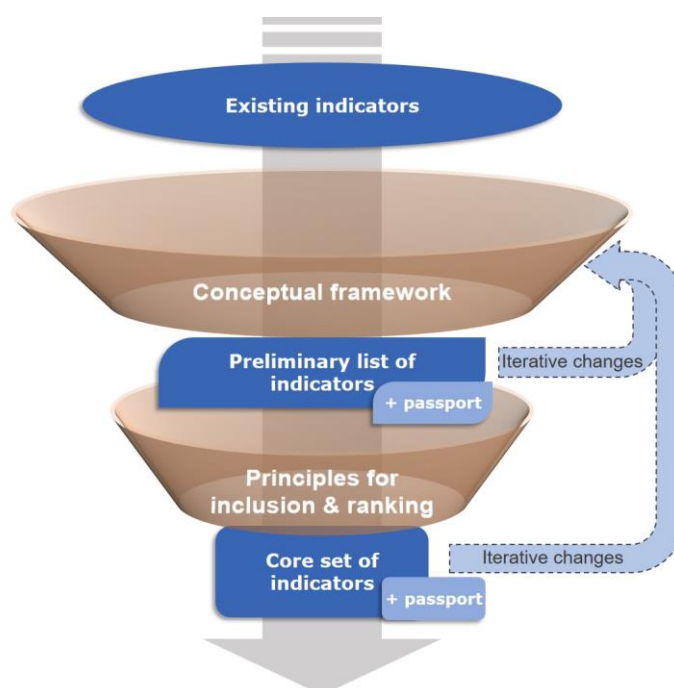 Existing indicators
Conceptual framework
Preliminary list of
indicators
+ passport
Iterative changes
Principles for
inclusion & ranking
Core set of
indicators
+ passport
Iterative changes